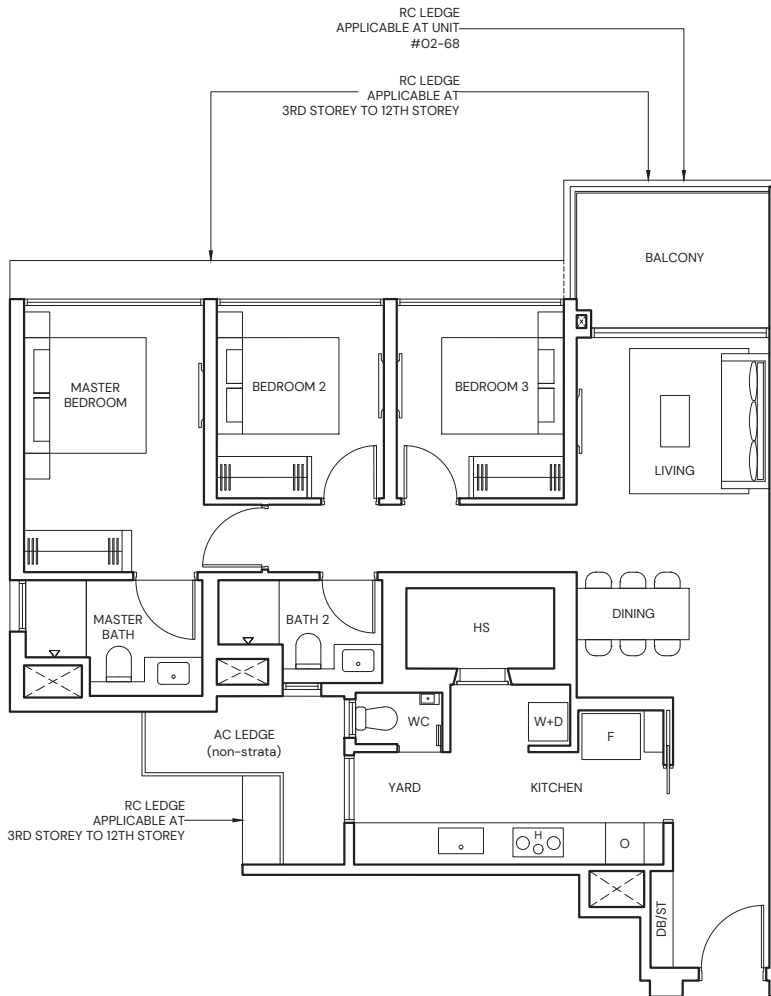 RC LEDGE
APPLICABLE AT UNIT
#02-68
RC LEDGE
APPLICABLE AT
3RD STOREY TO 12TH STOREY
BALCONY
MASTER
BEDROOM
BEDROOM 2
BEDROOM 3
LIVING
MASTER
BATH
BATH 2
HS
DINING
AC LEDGE
(non-strata)
WC
W+D
F
YARD
KITCHEN
RC LEDGE
APPLICABLE AT
3RD STOREY TO 12TH STOREY
H
O
DB/ST